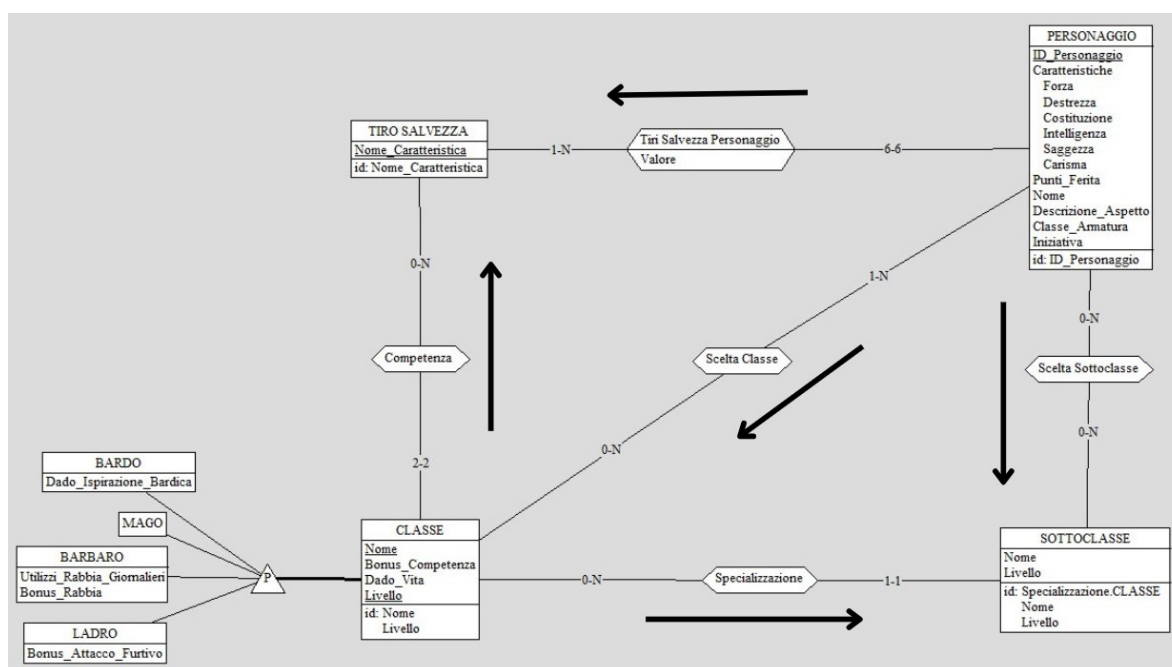 PERSONAGGIO
ID_Personaggio
Caratteristiche
Forza
Destrezza
Costituzione
Intelligenza
Saggezza
Carisma
Punti_Ferita
Nome
Descrizione_Aspetto
Classe_Armatura
Iniziativa
id: ID_Personaggio
TIRO SALVEZZA
Nome_Caratteristica
id: Nome_Caratteristica
1-N
Tiri Salvezza Personaggio
Valore
6-6
0-N
Competenza
2-2
1-N
Scelta Classe
0-N
0-N
Scelta Sottoclasse
0-N
BARDO
Dado_Ispirazione_Bardica
MAGO
BARBARO
Utilizzi_Rabbia_Giornalieri
Bonus_Rabbia
LADRO
Bonus_Attacco_Furtivo
P
CLASSE
Nome
Bonus_Competenza
Dado_Vita
Livello
id: Nome
Livello
0-N
Specializzazione
1-1
SOTTOCLASSE
Nome
Livello
id: Specializzazione.CLASSE
Nome
Livello